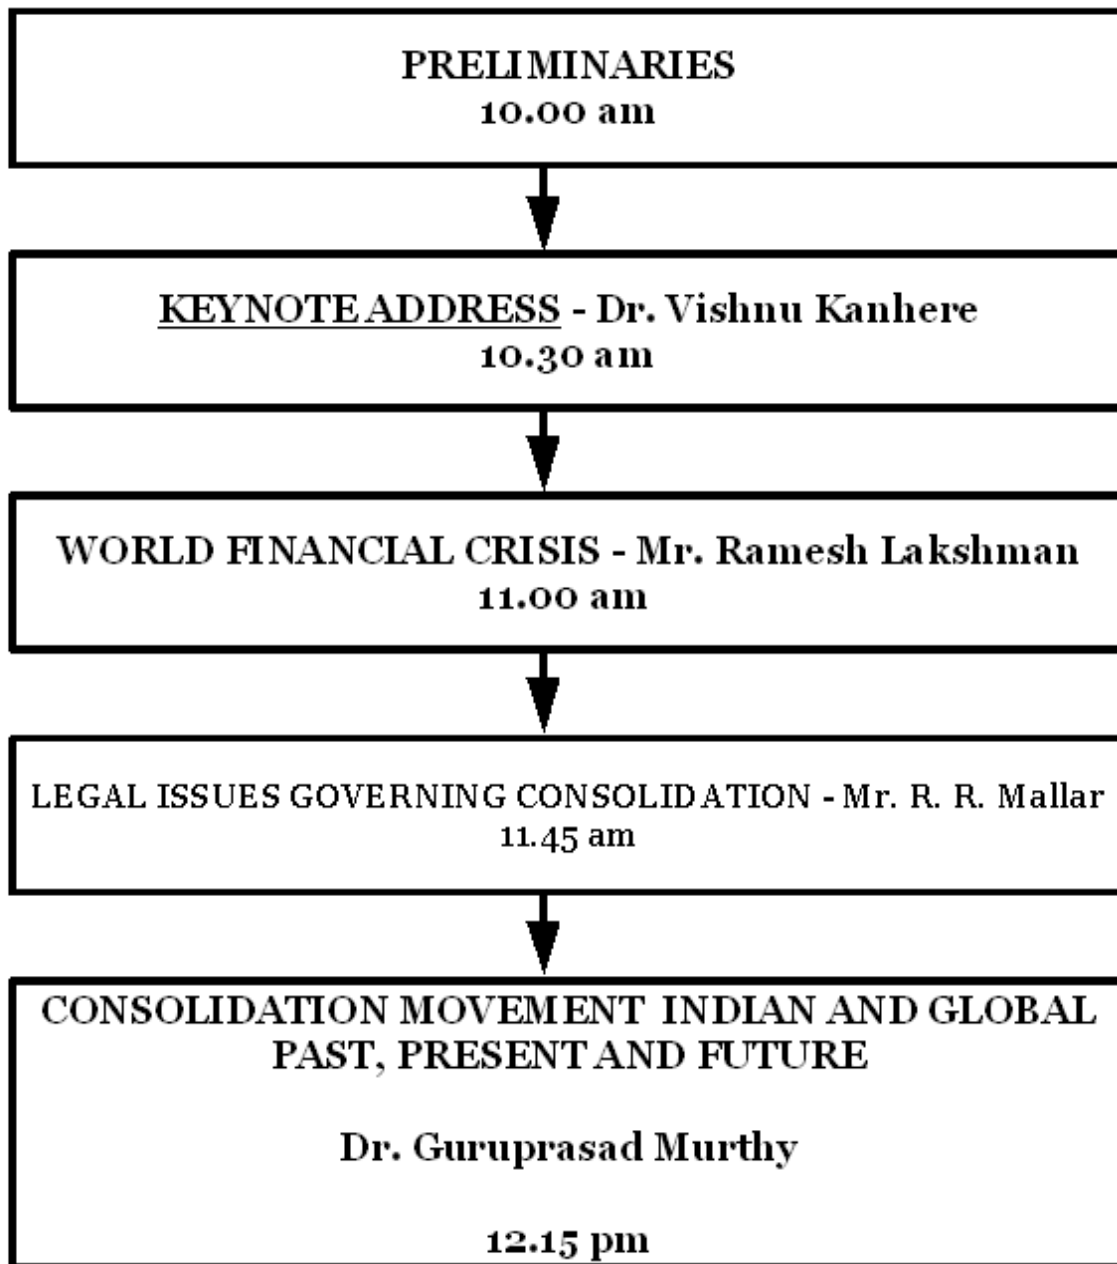 PRELIMINARIES
10.00 am
KEYNOTE ADDRESS - Dr. Vishnu Kanhere
10.30 am
WORLD FINANCIAL CRISIS - Mr. Ramesh Lakshman
11.00 am
LEGAL ISSUES GOVERNING CONSOLIDATION - Mr. R. R. Mallar
11.45 am
CONSOLIDATION MOVEMENT INDIAN AND GLOBAL
PAST, PRESENT AND FUTURE
Dr. Guruprasad Murthy
12.15 pm